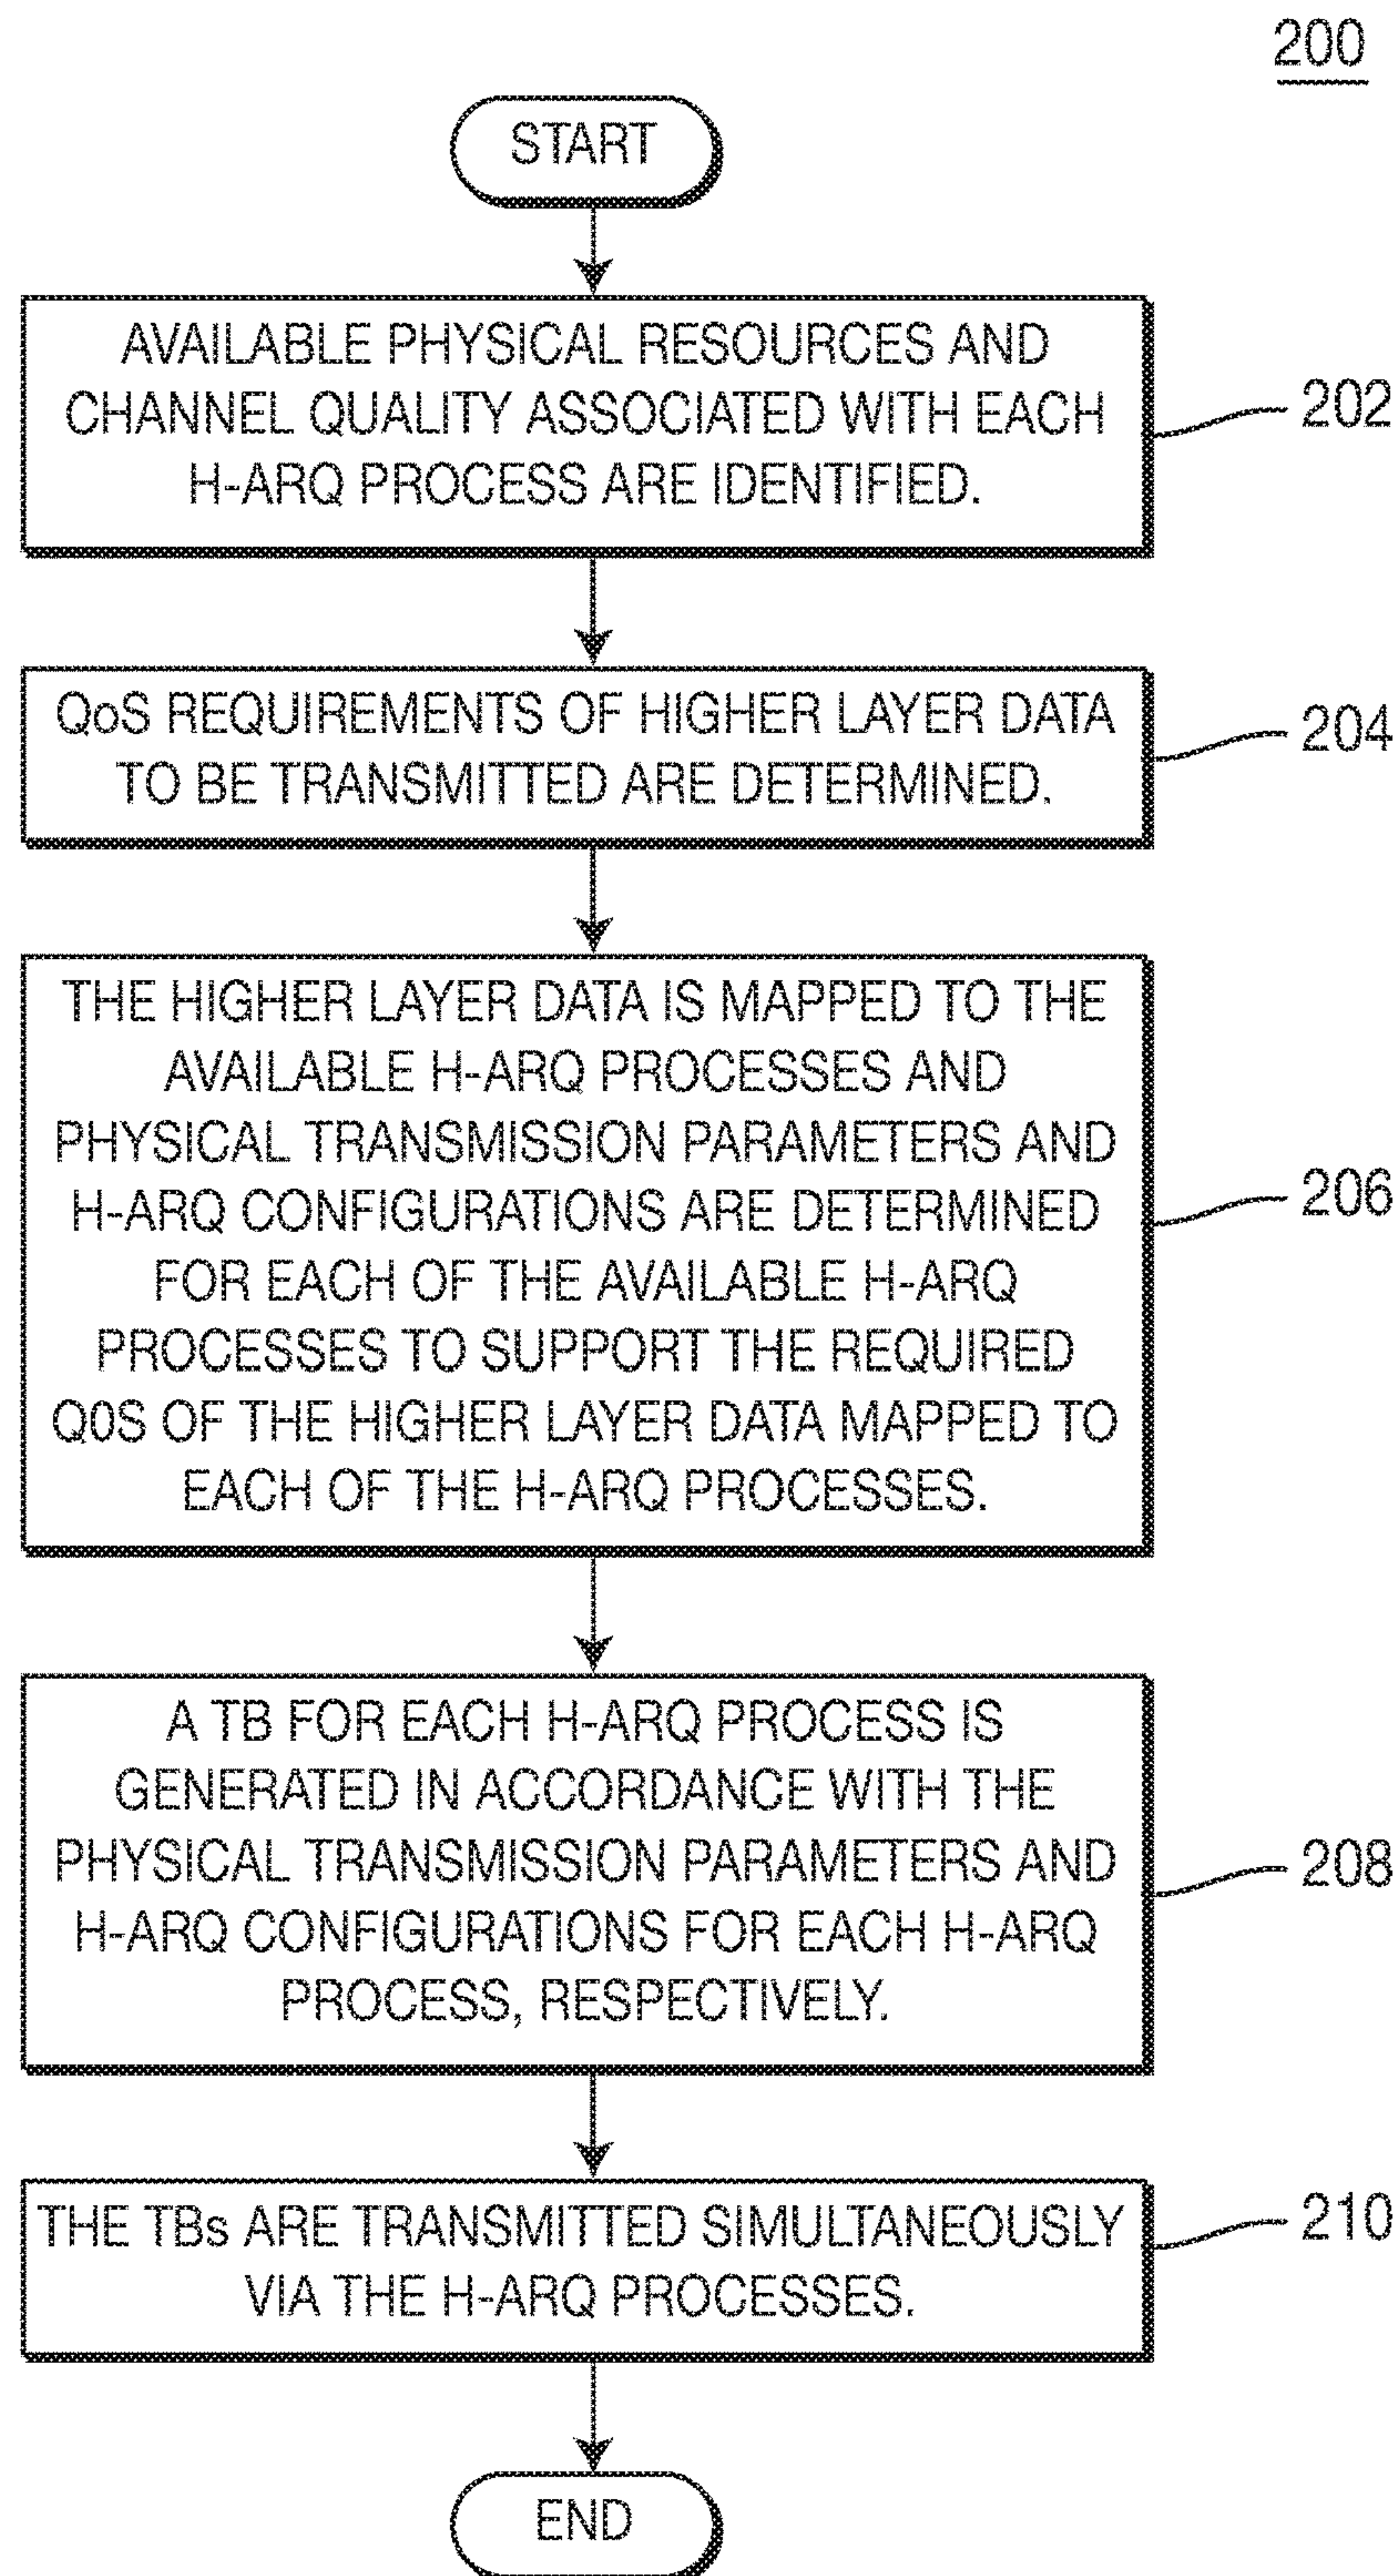 200
START
AVAILABLE PHYSICAL RESOURCES AND
CHANNEL QUALITY ASSOCIATED WITH EACH
H-ARQ PROCESS ARE IDENTIFIED.
202
QoS REQUIREMENTS OF HIGHER LAYER DATA
TO BE TRANSMITTED ARE DETERMINED.
204
THE HIGHER LAYER DATA IS MAPPED TO THE
AVAILABLE H-ARQ PROCESSES AND
PHYSICAL TRANSMISSION PARAMETERS AND
H-ARQ CONFIGURATIONS ARE DETERMINED
FOR EACH OF THE AVAILABLE H-ARQ
PROCESSES TO SUPPORT THE REQUIRED
Q0S OF THE HIGHER LAYER DATA MAPPED TO
EACH OF THE H-ARQ PROCESSES.
206
A TB FOR EACH H-ARQ PROCESS IS
GENERATED IN ACCORDANCE WITH THE
PHYSICAL TRANSMISSION PARAMETERS AND
H-ARQ CONFIGURATIONS FOR EACH H-ARQ
PROCESS, RESPECTIVELY.
208
THE TBs ARE TRANSMITTED SIMULTANEOUSLY
VIA THE H-ARQ PROCESSES.
210
END